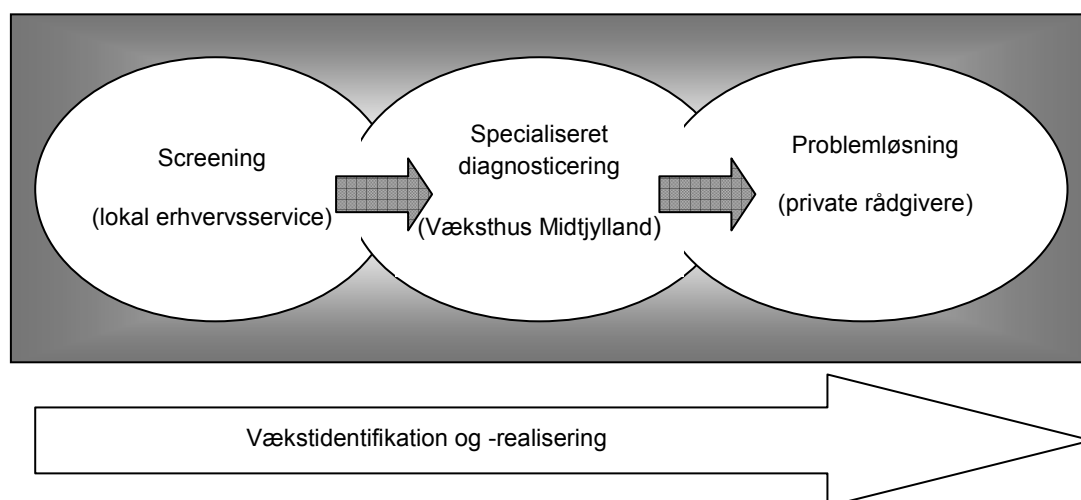 Screening
(lokal erhvervsservice)
Specialiseret
diagnosticering
(Væksthus Midtjylland)
Problemløsning
(private rådgivere)
Vækstidentifikation og -realisering